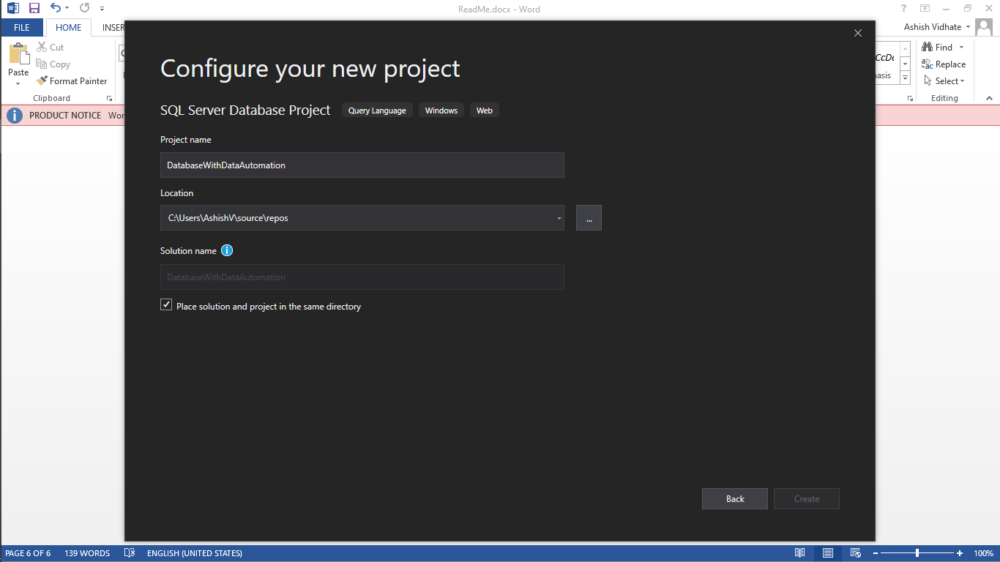 ReadMe.docx - Word
FILE HOME INSER Ashish Vidhate
Cut
Copy
Paste
Format Painter
Clipboard
Find
Replace
Select
Editing
PRODUCT NOTICE
Configure your new project
SQL Server Database Project Query Language Windows Web
Project name
DatabaseWithDataAutomation
Location
C:\Users\AshishV\source\repos
...
Solution name
DatabaseWithDataAutomation
Place solution and project in the same directory
Back Create
PAGE 6 OF 6 139 WORDS ENGLISH (UNITED STATES) 100%